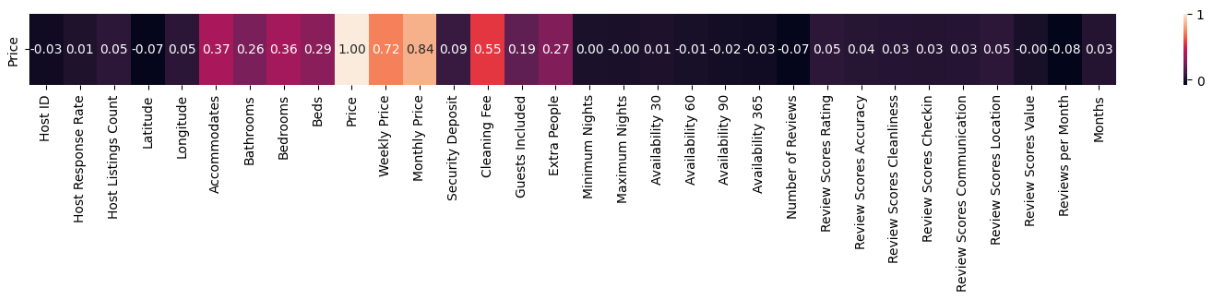 Price
-0.03 0.01 0.05 -0.07 0.05 0.37 0.26 0.36 0.29 1.00 0.72 0.84 0.09 0.55 0.19 0.27 0.00 -0.00 0.01 -0.01 -0.02 -0.03 -0.07 0.05 0.04 0.03 0.03 0.03 0.05 -0.00 -0.08 0.03
Host ID
Host Response Rate
Host Listings Count
Latitude
Longitude
Accommodates
Bathrooms
Bedrooms
Beds
Price
Weekly Price
Monthly Price
Security Deposit
Cleaning Fee
Guests Included
Extra People
Minimum Nights
Maximum Nights
Availability 30
Availability 60
Availability 90
Availability 365
Number of Reviews
Review Scores Rating
Review Scores Accuracy
Review Scores Cleanliness
Review Scores Checkin
Review Scores Communication
Review Scores Location
Review Scores Value
Reviews per Month
Months
1
0